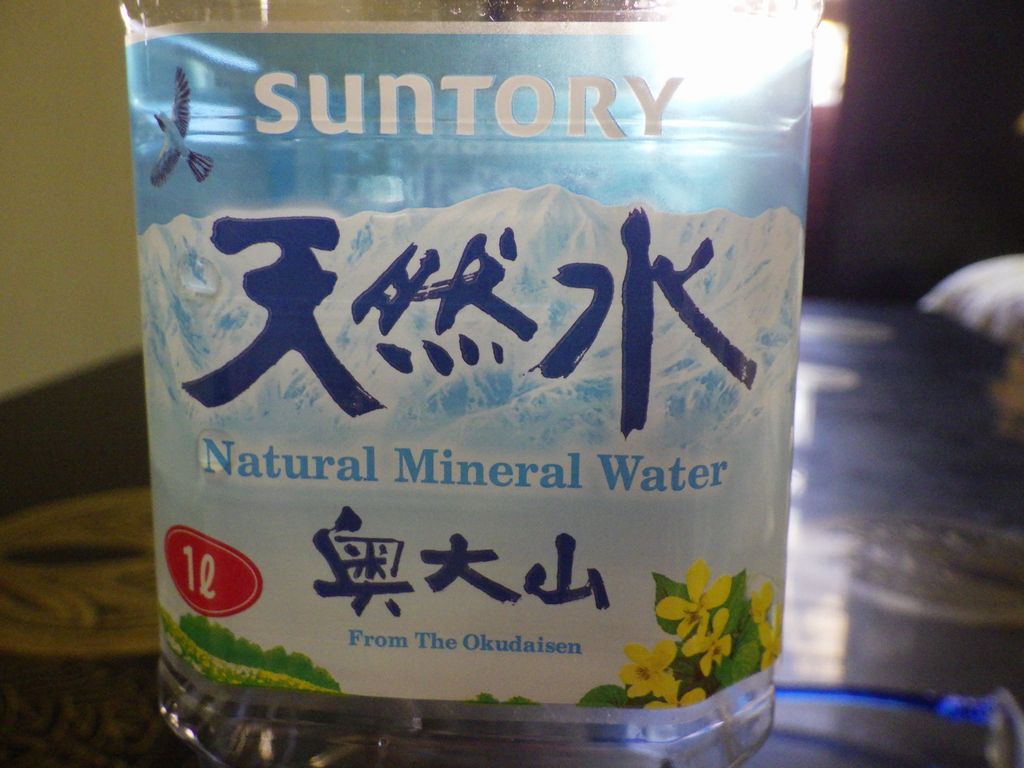 SUNTORY
天然水
Natural Mineral Water
1ℓ
奥大山
From The Okudaisen